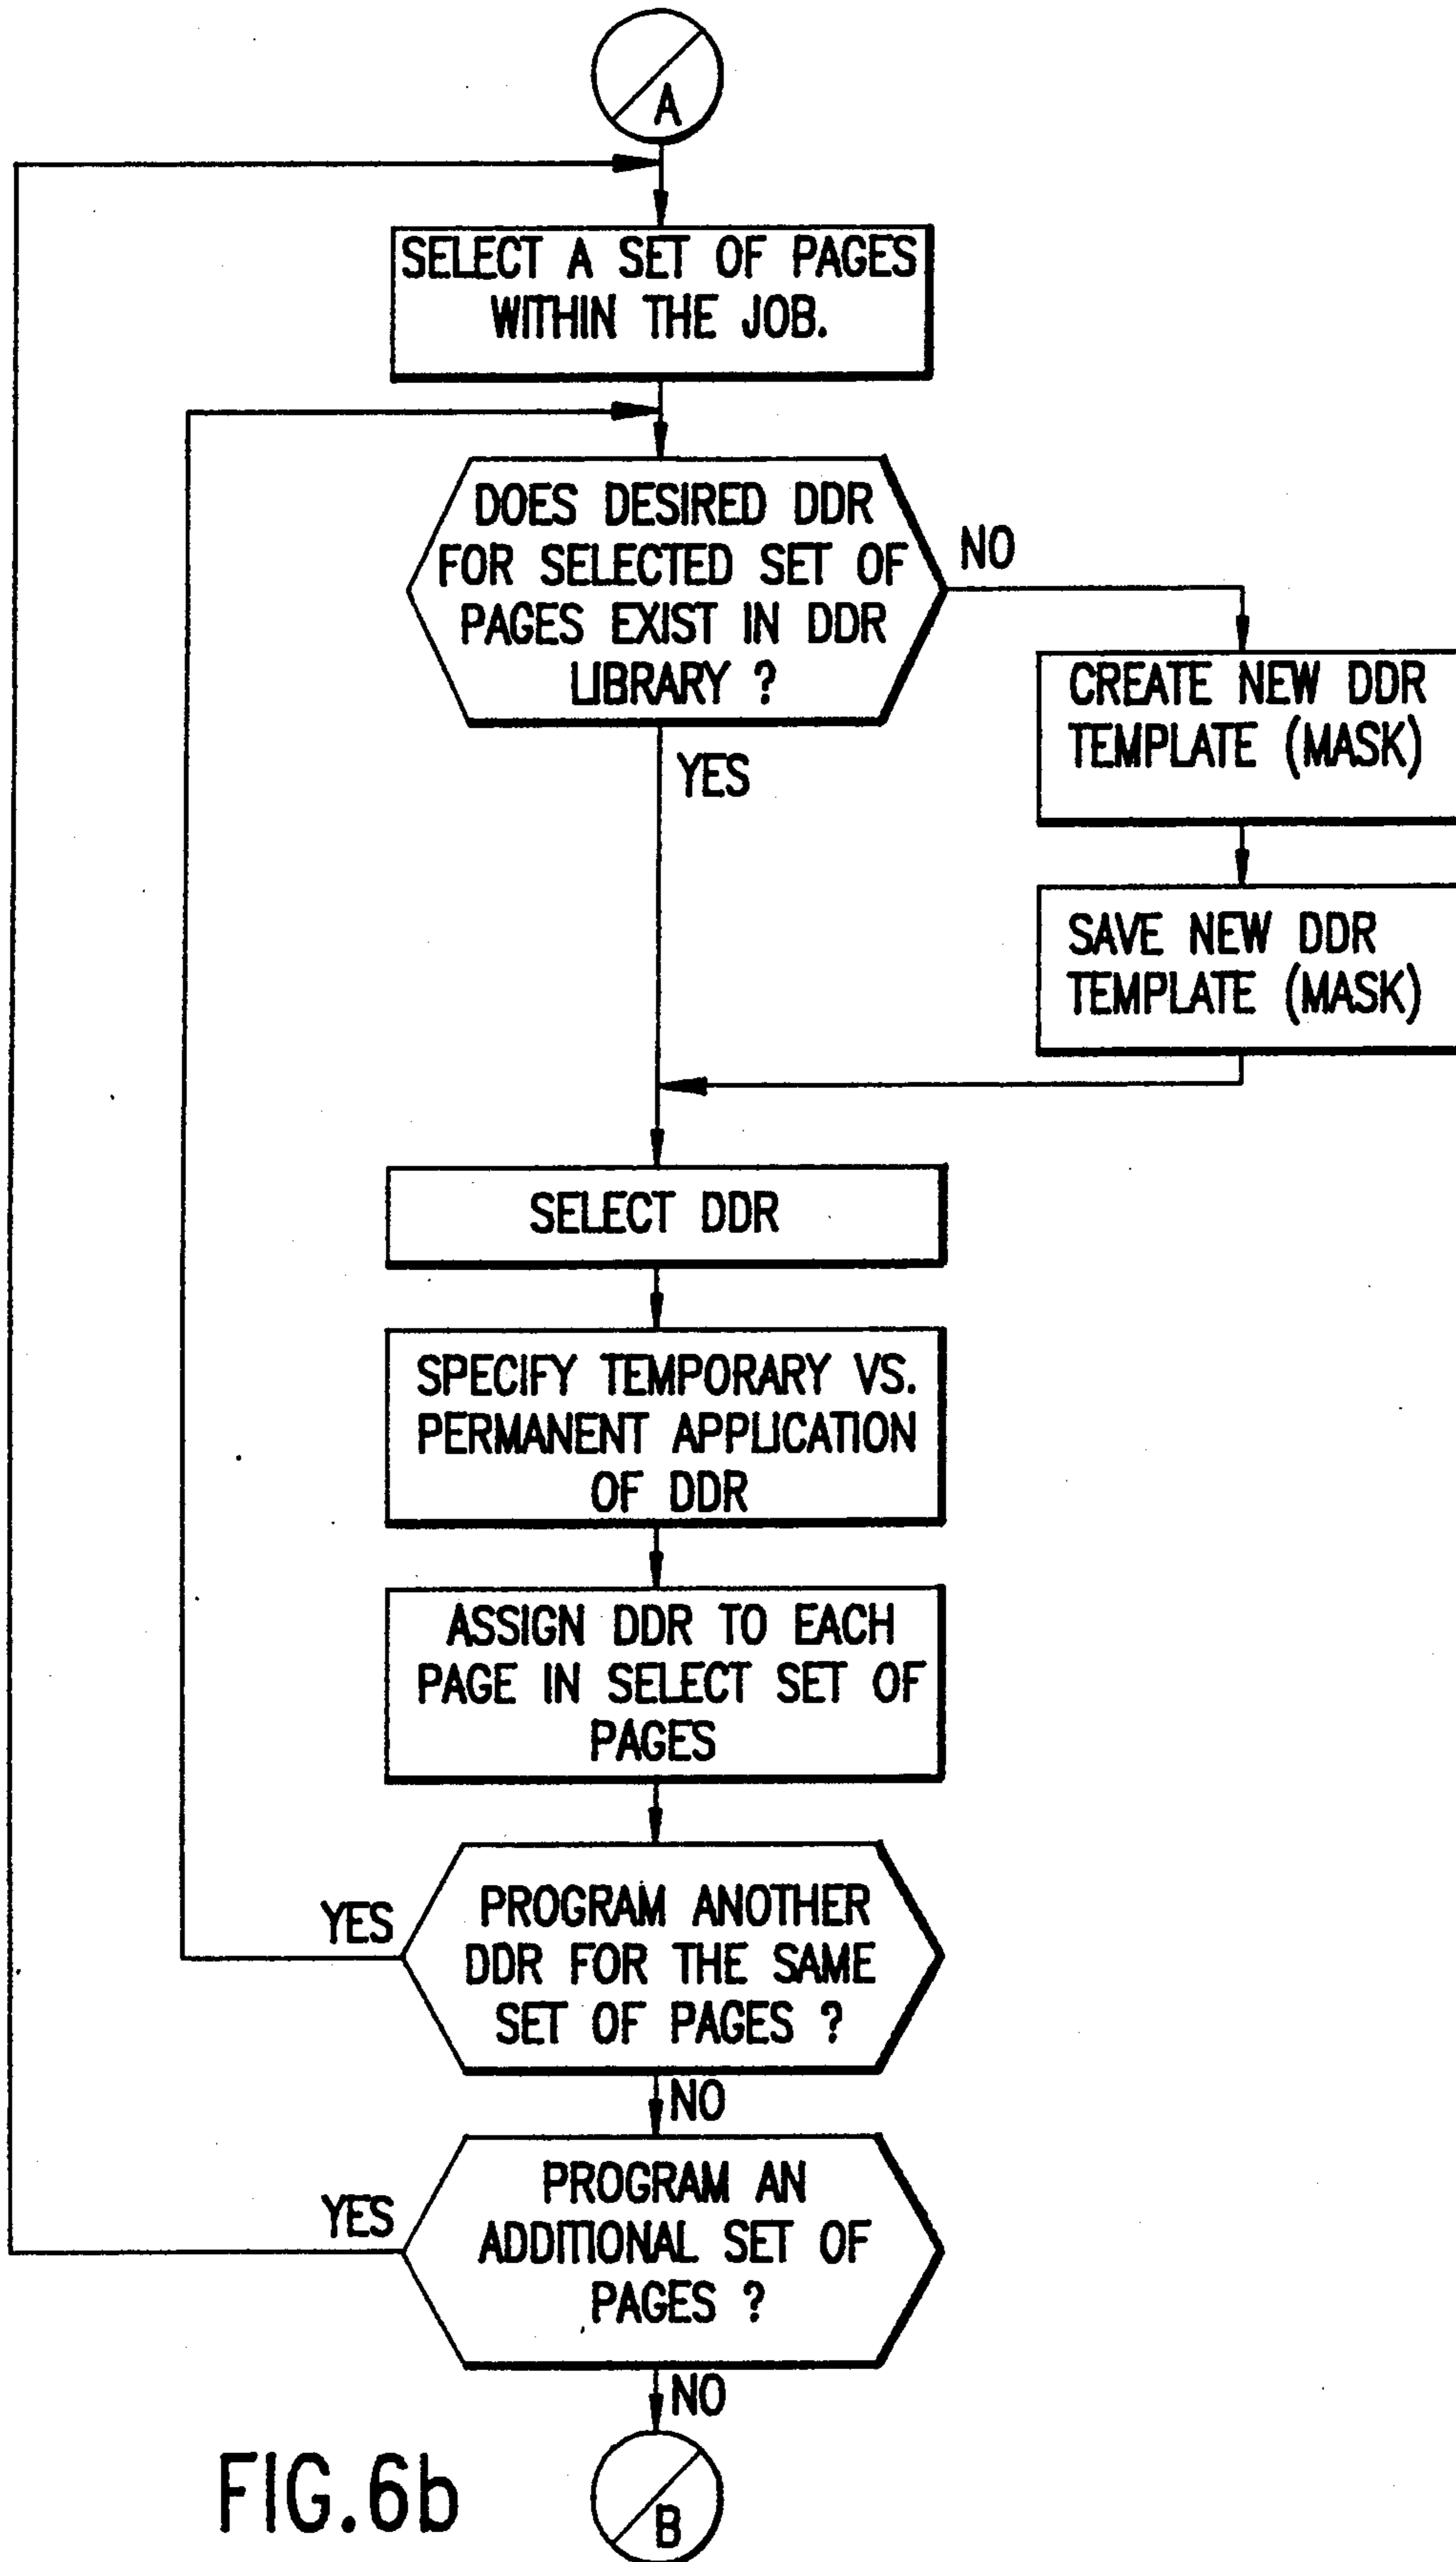 A
SELECT A SET OF PAGES
WITHIN THE JOB.
DOES DESIRED DDR
FOR SELECTED SET OF
PAGES EXIST IN DDR
LIBRARY ?
NO
YES
CREATE NEW DDR
TEMPLATE (MASK)
SAVE NEW DDR
TEMPLATE (MASK)
SELECT DDR
SPECIFY TEMPORARY VS.
PERMANENT APPLICATION
OF DDR
ASSIGN DDR TO EACH
PAGE IN SELECT SET OF
PAGES
PROGRAM ANOTHER
DDR FOR THE SAME
SET OF PAGES ?
YES
NO
PROGRAM AN
ADDITIONAL SET OF
PAGES ?
YES
NO
B
FIG.6b